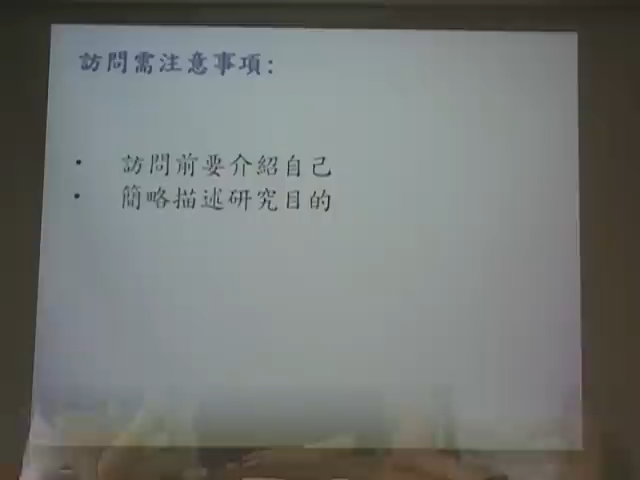 訪問需注意事項:
• 訪問前要介紹自己
• 簡略描述研究目的